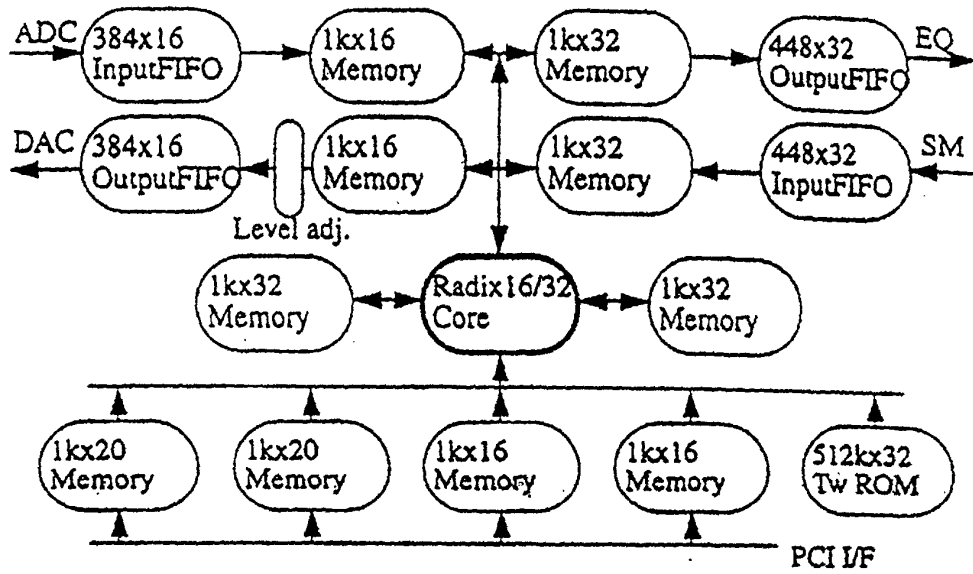 ADC
384x16
InputFIFO
1kx16
Memory
1kx32
Memory
448x32
OutputFIFO
EQ
DAC
384x16
OutputFIFO
1kx16
Memory
1kx32
Memory
448x32
InputFIFO
SM
Level adj.
1kx32
Memory
Radix16/32
Core
1kx32
Memory
1kx20
Memory
1kx20
Memory
1kx16
Memory
1kx16
Memory
512kx32
Tw ROM
PCI I/F